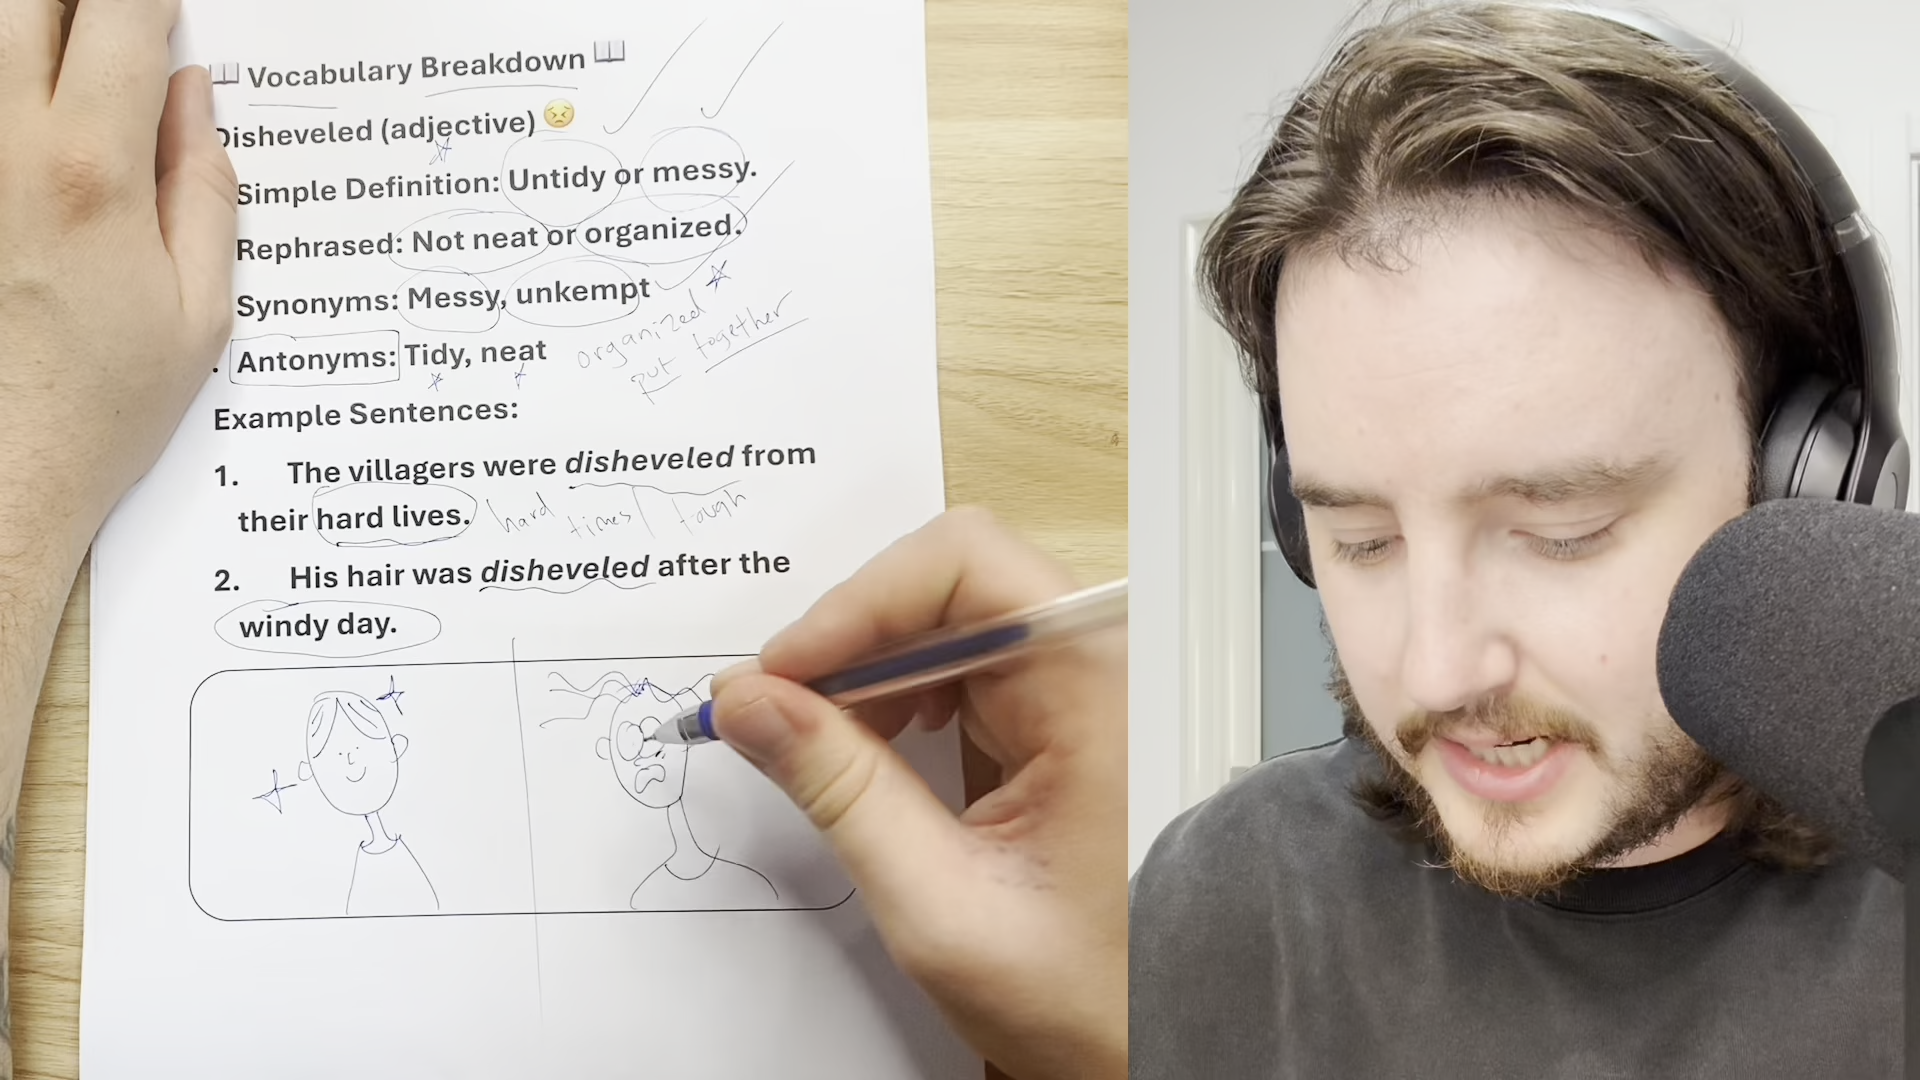 📖 Vocabulary Breakdown 📖
Disheveled (adjective) 😣
Simple Definition: Untidy or messy.
Rephrased: Not neat or organized.
Synonyms: Messy, unkempt
organized
put together
Antonyms: Tidy, neat
Example Sentences:
1. The villagers were disheveled from
their hard lives.
hard times / tough
2. His hair was disheveled after the
windy day.